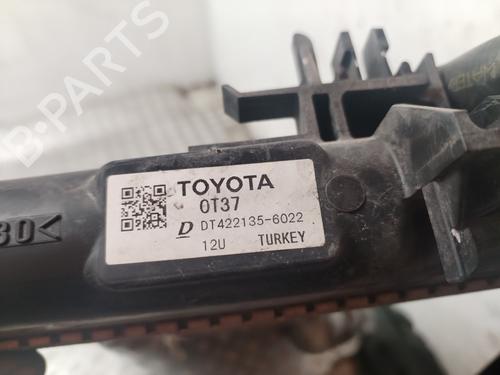 B-PARTS
TOYOTA
0T37
D DT422135-6022
12U TURKEY